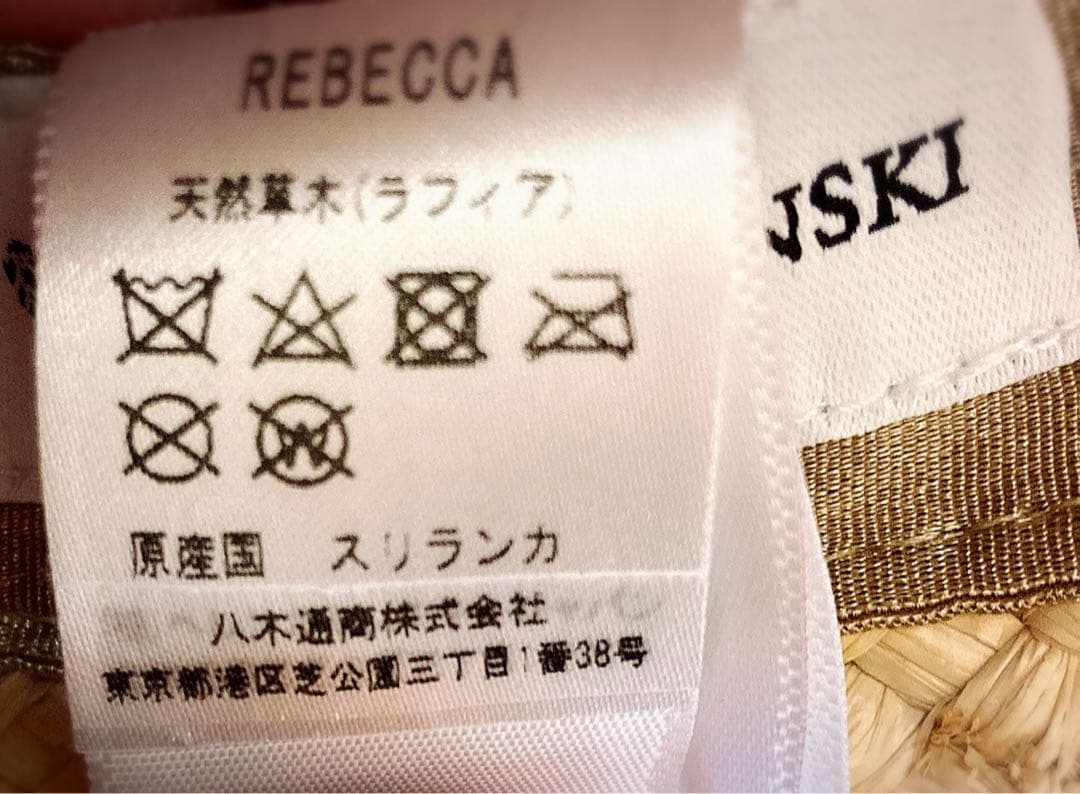 REBECCA
天然草木(ラフィア)
W
原産国 スリランカ
八木通商株式会社
東京都港区芝公園三丁目1番38号
JSKI